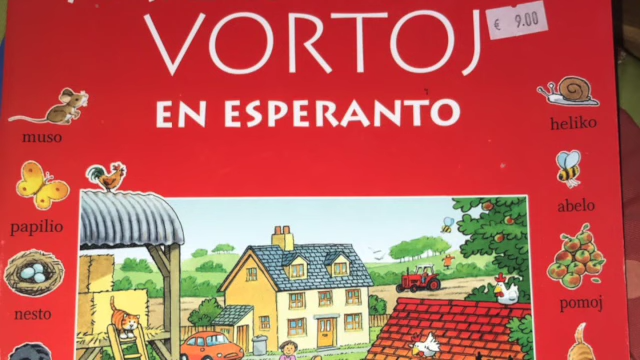 VORTOJ
€ 9.00
EN ESPERANTO
muso
heliko
papilio
abelo
nesto
pomoj